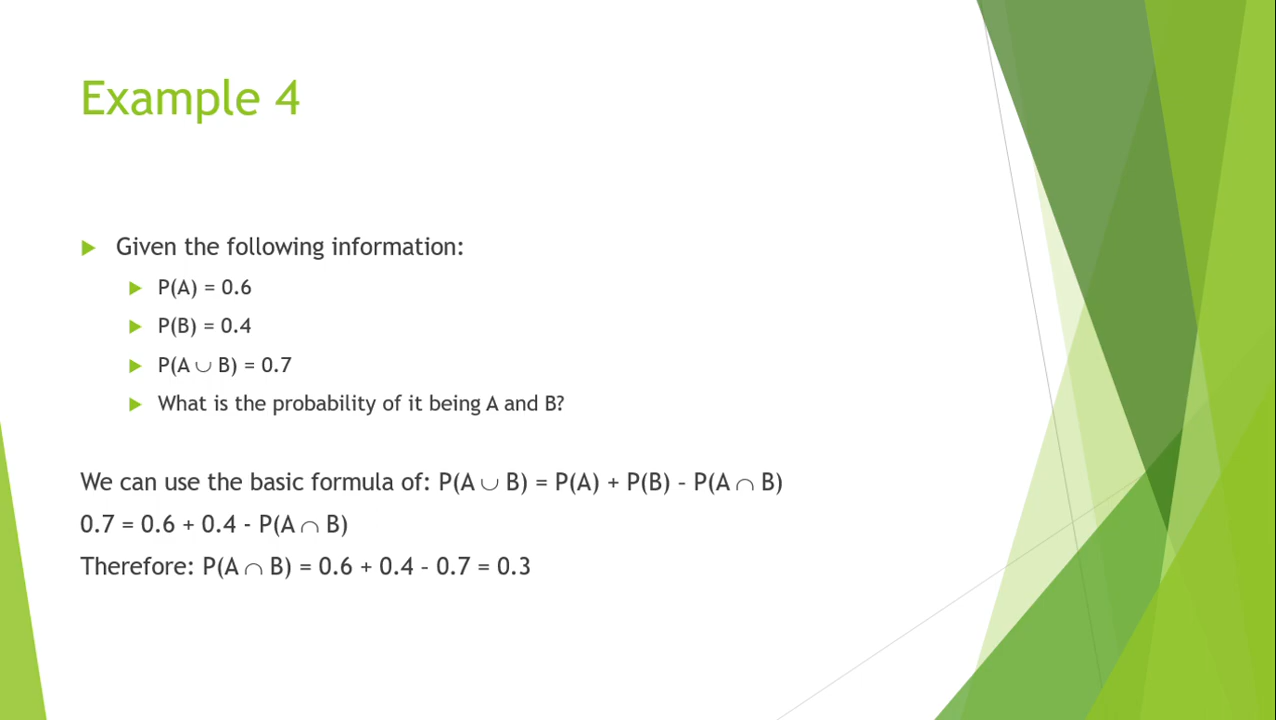 Example 4
Given the following information:
P(A) = 0.6
P(B) = 0.4
P(A ∪ B) = 0.7
What is the probability of it being A and B?
We can use the basic formula of: P(A ∪ B) = P(A) + P(B) – P(A ∩ B)
0.7 = 0.6 + 0.4 - P(A ∩ B)
Therefore: P(A ∩ B) = 0.6 + 0.4 – 0.7 = 0.3